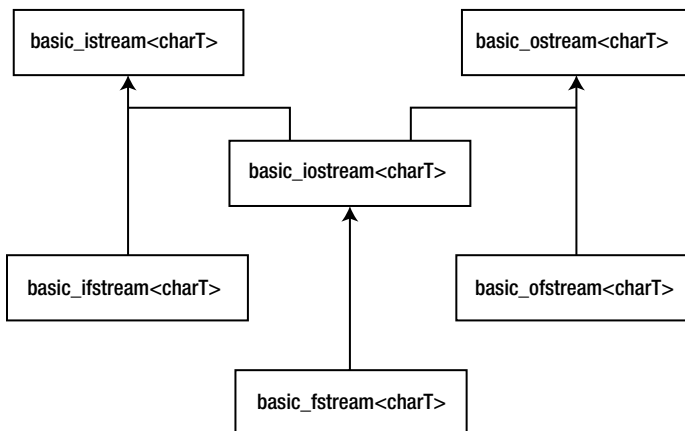 basic_istream<charT>
basic_ostream<charT>
basic_iostream<charT>
basic_ifstream<charT>
basic_ofstream<charT>
basic_fstream<charT>